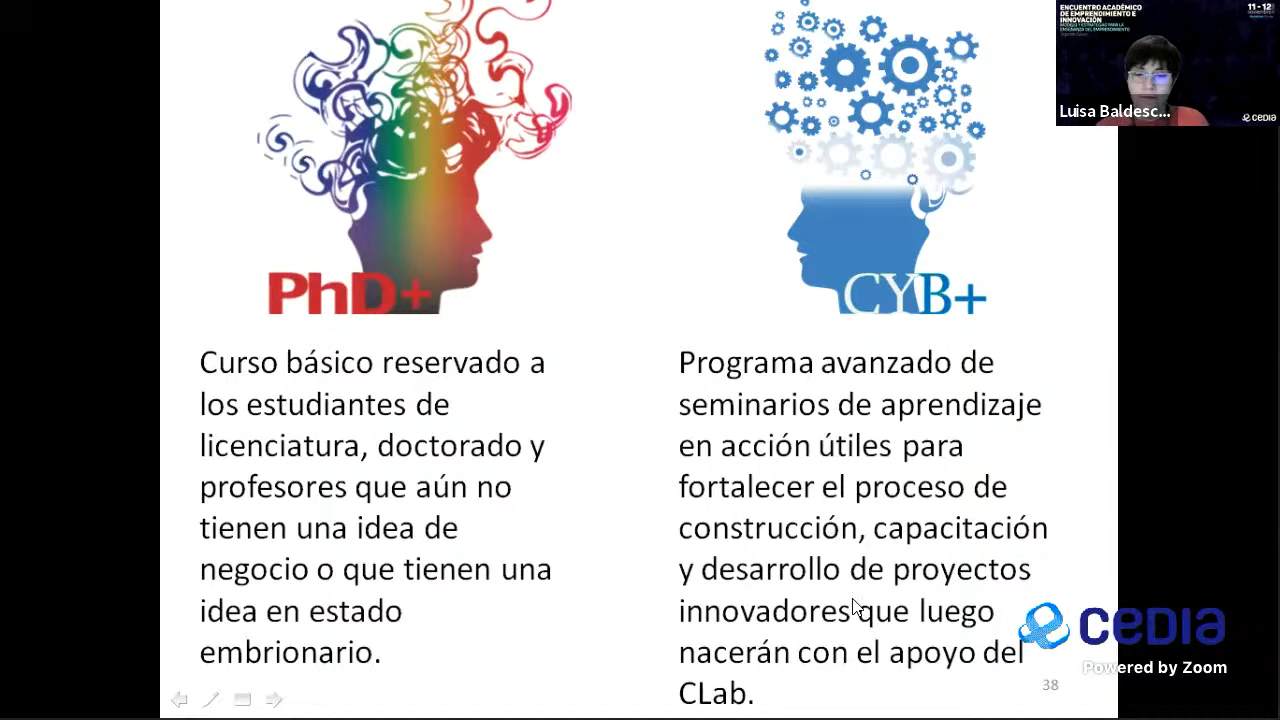 PhD+
Curso básico reservado a
los estudiantes de
licenciatura, doctorado y
profesores que aún no
tienen una idea de
negocio o que tienen una
idea en estado
embrionario.
CYB+
Programa avanzado de
seminarios de aprendizaje
en acción útiles para
fortalecer el proceso de
construcción, capacitación
y desarrollo de proyectos
innovadores que luego
nacerán con el apoyo del
CLab.
38
ENCUENTRO ACADÉMICO
DE EMPRENDIMIENTO E
INNOVACIÓN
11-12
Luisa Baldesc...
CEDIA
CEDIA
Powered by Zoom